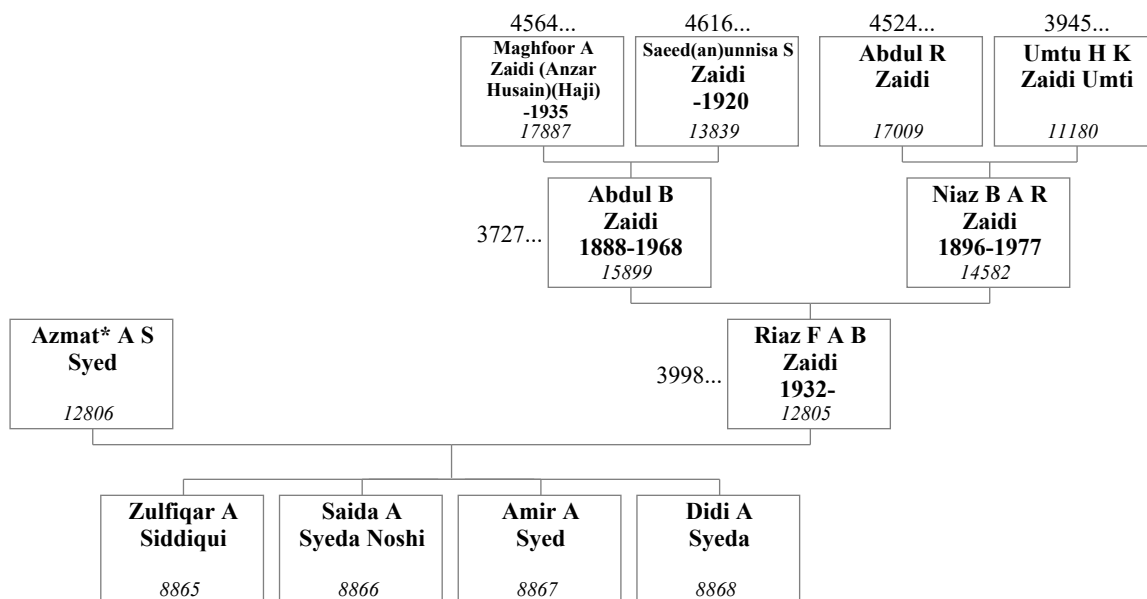 4564...
4616...
4524...
3945...
Maghfoor A
Zaidi (Anzar
Husain)(Haji)
-1935
17887
Saeed(an)unnisa S
Zaidi
-1920
13839
Abdul R
Zaidi
17009
Umtu H K
Zaidi Umti
11180
3727...
Abdul B
Zaidi
1888-1968
15899
Niaz B A R
Zaidi
1896-1977
14582
Azmat* A S
Syed
12806
3998...
Riaz F A B
Zaidi
1932-
12805
Zulfiqar A
Siddiqui
8865
Saida A
Syeda Noshi
8866
Amir A
Syed
8867
Didi A
Syeda
8868